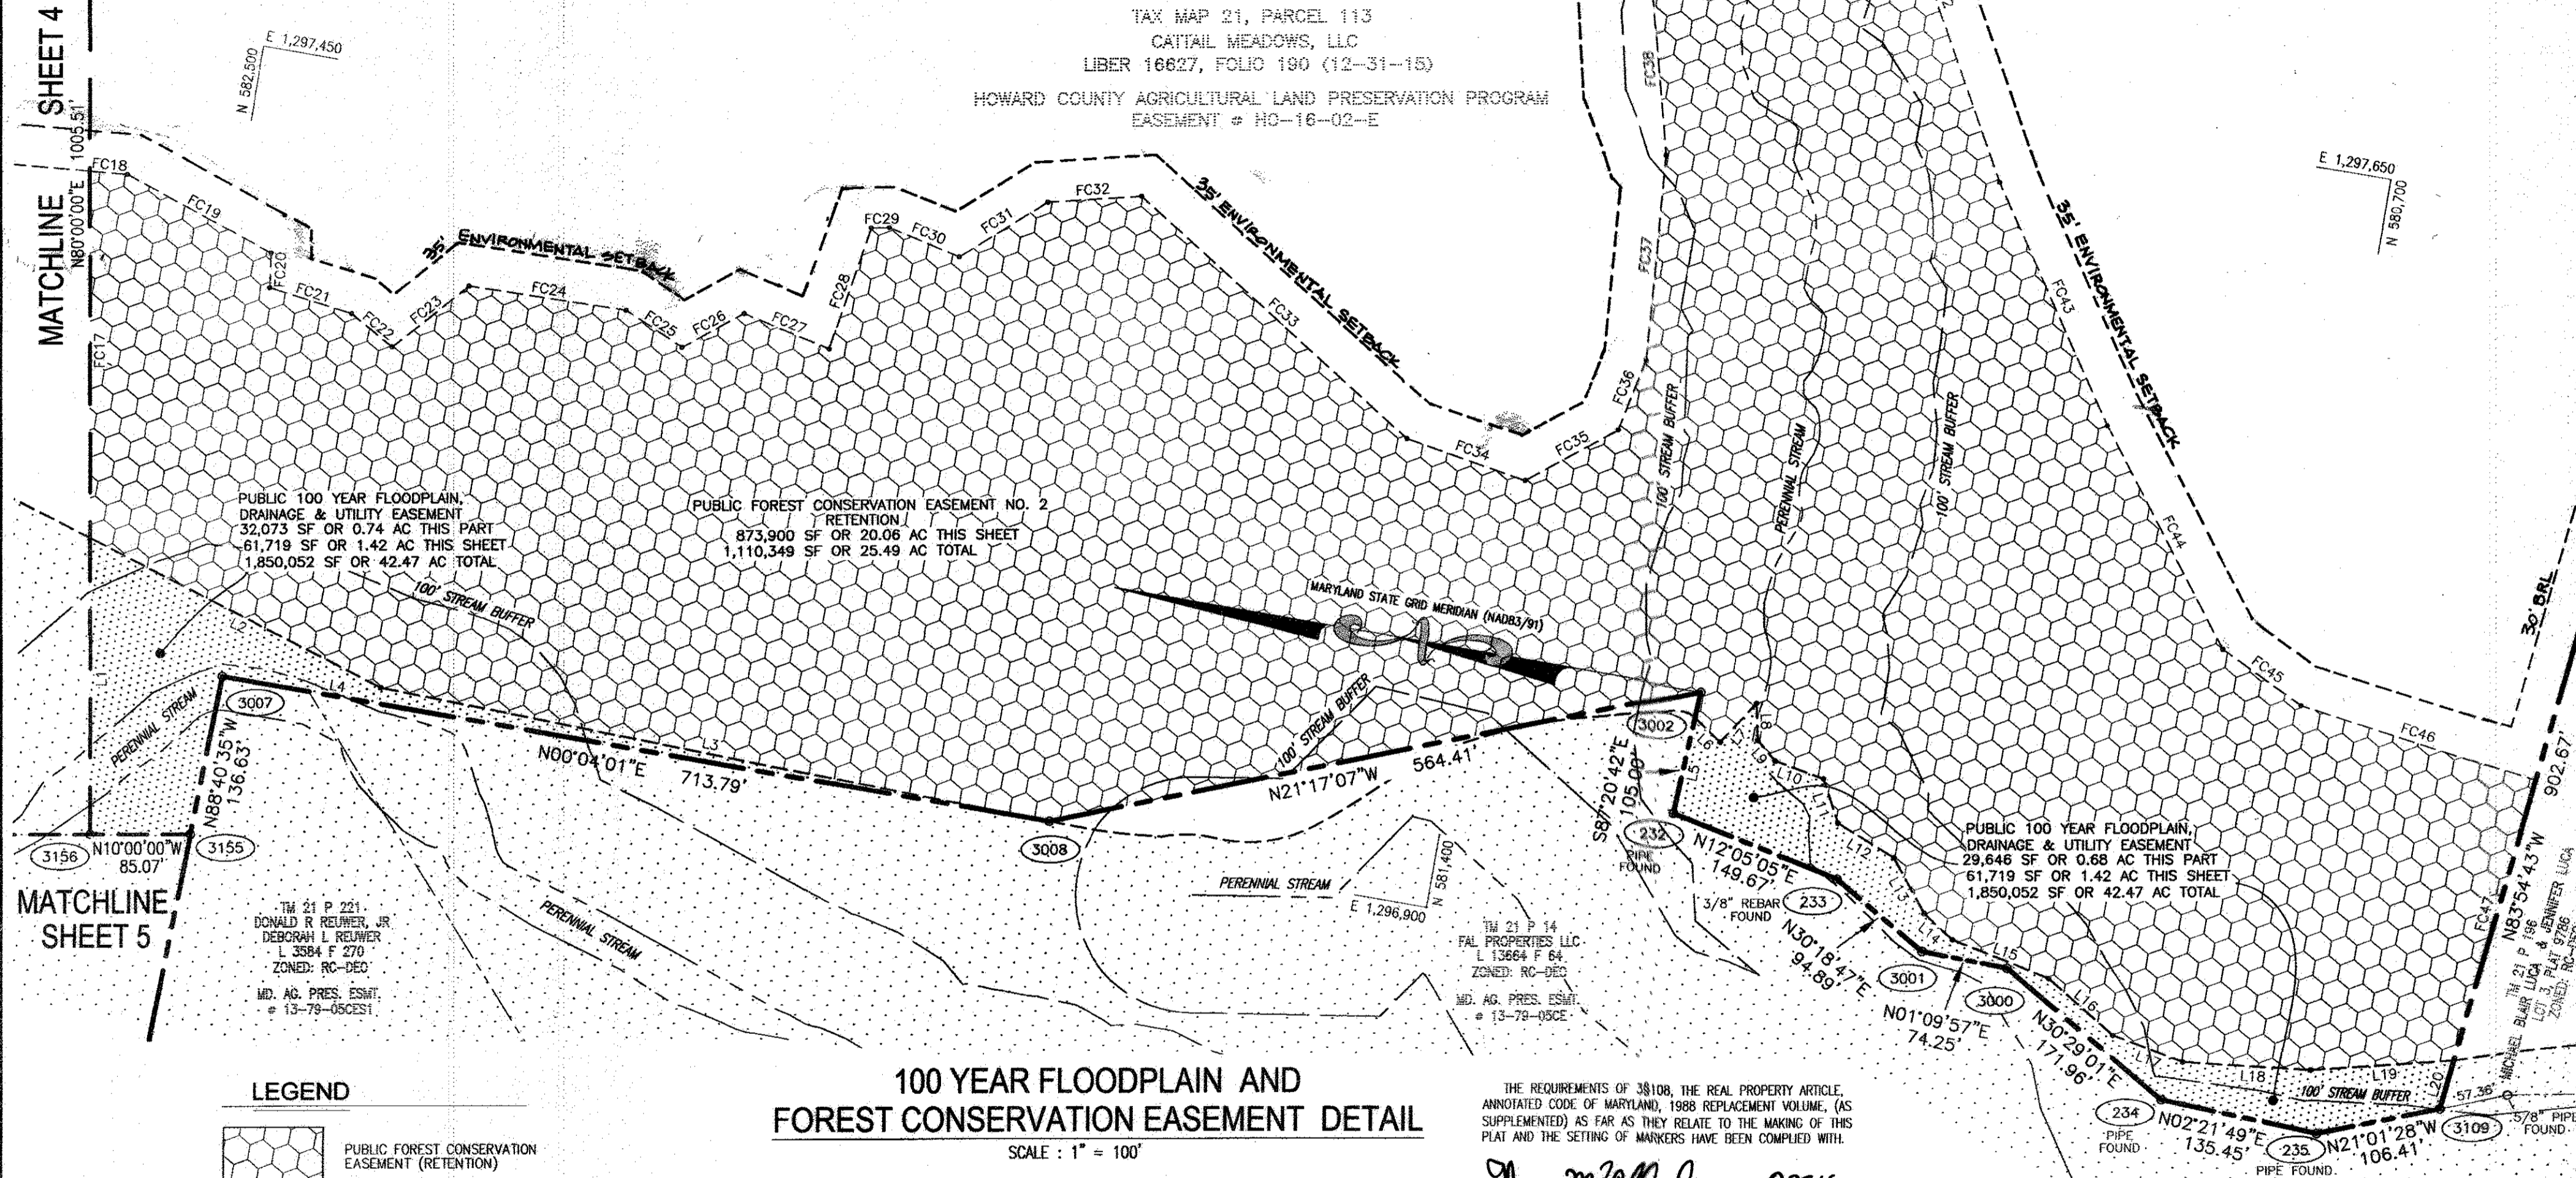 TAX MAP 21, PARCEL 113
CATTAIL MEADOWS, LLC
LIBER 16627, FOLIO 190 (12-31-15)
HOWARD COUNTY AGRICULTURAL LAND PRESERVATION PROGRAM
EASEMENT # HO-16-02-E
MATCHLINE SHEET 4
N80°00'00"E 1005.51'
E 1,297,450
N 582,500
E 1,297,650
N 580,700
FC18
FC19
FC20
FC21
FC22
FC23
FC24
FC25
FC26
FC27
FC28
FC29
FC30
FC31
FC32
FC33
FC34
FC35
FC36
FC37
FC38
FC17
FC43
FC44
FC45
FC46
FC47
35' ENVIRONMENTAL SETBACK
35' ENVIRONMENTAL SETBACK
35' ENVIRONMENTAL SETBACK
100' STREAM BUFFER
PERENNIAL STREAM
100' STREAM BUFFER
30' BRL
PUBLIC 100 YEAR FLOODPLAIN,
DRAINAGE & UTILITY EASEMENT
32,073 SF OR 0.74 AC THIS PART
61,719 SF OR 1.42 AC THIS SHEET
1,850,052 SF OR 42.47 AC TOTAL
PUBLIC FOREST CONSERVATION EASEMENT NO. 2
RETENTION
873,900 SF OR 20.06 AC THIS SHEET
1,110,349 SF OR 25.49 AC TOTAL
100' STREAM BUFFER
MARYLAND STATE GRID MERIDIAN (NAD83/91)
L1
L2
L3
L4
L5
L6
L7
L8
L9
L10
L11
L12
L13
L14
L15
L16
L17
L18
L19
L20
PERENNIAL STREAM
3007
N88°40'35"W
136.63'
N00°04'01"E
713.79'
3008
100' STREAM BUFFER
N21°17'07"W
564.41'
3002
S87°20'42"E
105.00'
232
PIPE
FOUND
N12°05'05"E
149.67'
233
3/8" REBAR
FOUND
N30°18'47"E
94.89'
3001
N01°09'57"E
74.25'
3000
N30°29'01"E
171.96'
234
PIPE
FOUND
N02°21'49"E
135.45'
235
PIPE FOUND
N21°01'28"W
106.41'
3109
57.36'
5/8" PIPE
FOUND
100' STREAM BUFFER
N83°54'43"W
902.67'
TM 21 P 196
MICHAEL BLAIR LUCA & JENNIFER LUCA
LOT 3, PLAT 9786
PUBLIC 100 YEAR FLOODPLAIN,
DRAINAGE & UTILITY EASEMENT
29,646 SF OR 0.68 AC THIS PART
61,719 SF OR 1.42 AC THIS SHEET
1,850,052 SF OR 42.47 AC TOTAL
3156
N10°00'00"W
85.07'
3155
MATCHLINE
SHEET 5
TM 21 P 221
DONALD R REUWER, JR
DEBORAH L REUWER
L 3584 F 270
ZONED: RC-DEO
MD. AG. PRES. ESMT.
# 13-79-05CES1
PERENNIAL STREAM
PERENNIAL STREAM
E 1,296,900
N 581,400
TM 21 P 14
FAL PROPERTIES LLC
L 13664 F 64
ZONED: RC-DEO
MD. AG. PRES. ESMT.
# 13-79-05CE
LEGEND
PUBLIC FOREST CONSERVATION
EASEMENT (RETENTION)
100 YEAR FLOODPLAIN AND
FOREST CONSERVATION EASEMENT DETAIL
SCALE : 1" = 100'
THE REQUIREMENTS OF 3§108, THE REAL PROPERTY ARTICLE,
ANNOTATED CODE OF MARYLAND, 1988 REPLACEMENT VOLUME, (AS
SUPPLEMENTED) AS FAR AS THEY RELATE TO THE MAKING OF THIS
PLAT AND THE SETTING OF MARKERS HAVE BEEN COMPLIED WITH.